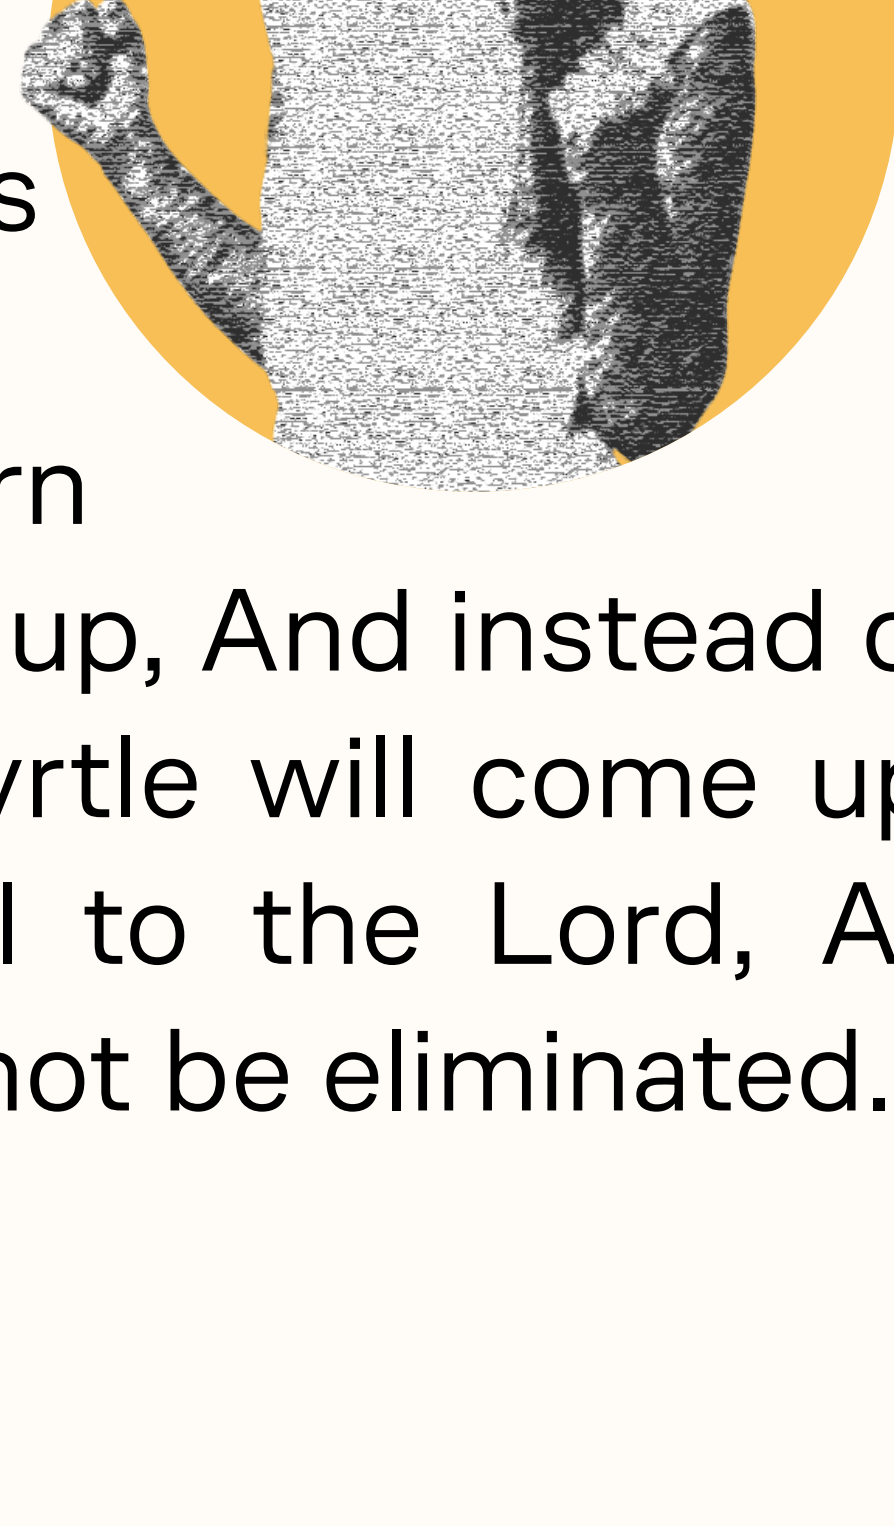 s
rn
up, And instead o
yrtle will come up
l to the Lord, A
not be eliminated.